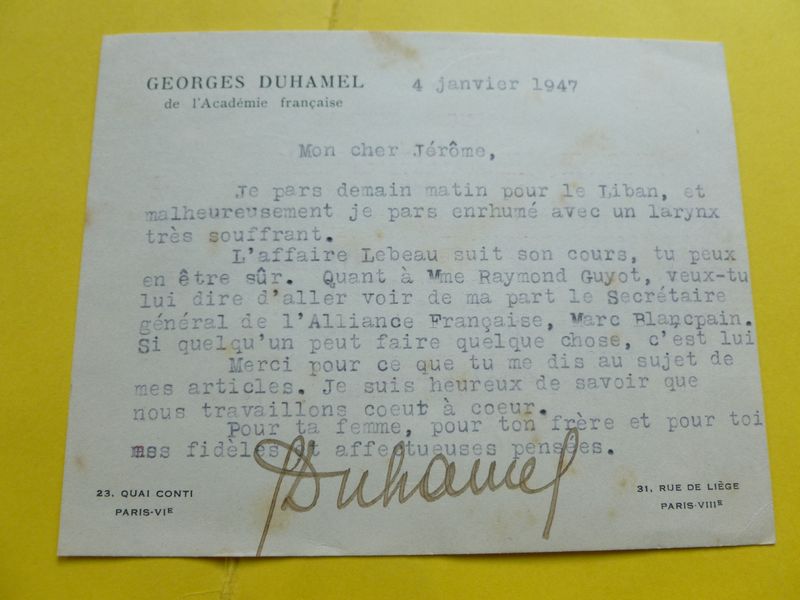 GEORGES DUHAMEL
de l'Académie française
4 janvier 1947
Mon cher Jérôme,
Je pars demain matin pour le Liban, et
malheureusement je pars enrhumé avec un larynx
très souffrant.
L'affaire Lebeau suit son cours, tu peux
en être sûr. Quant à Mme Raymond Guyot, veux-tu
lui dire d'aller voir de ma part le Secrétaire
général de l'Alliance Française, Marc Blancpain.
Si quelqu'un peut faire quelque chose, c'est lui
Merci pour ce que tu me dis au sujet de
mes articles. Je suis heureux de savoir que
nous travaillons coeur à coeur.
Pour ta femme, pour ton frère et pour toi
mes fidèles et affectueuses pensées.
Duhamel
23, QUAI CONTI
PARIS-VIE
31, RUE DE LIÈGE
PARIS-VIIIE